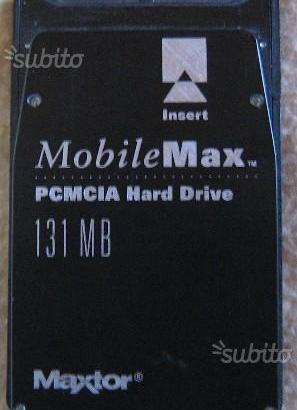 subito
Insert
MobileMax™
PCMCIA Hard Drive
131 MB
subito
Maxtor®